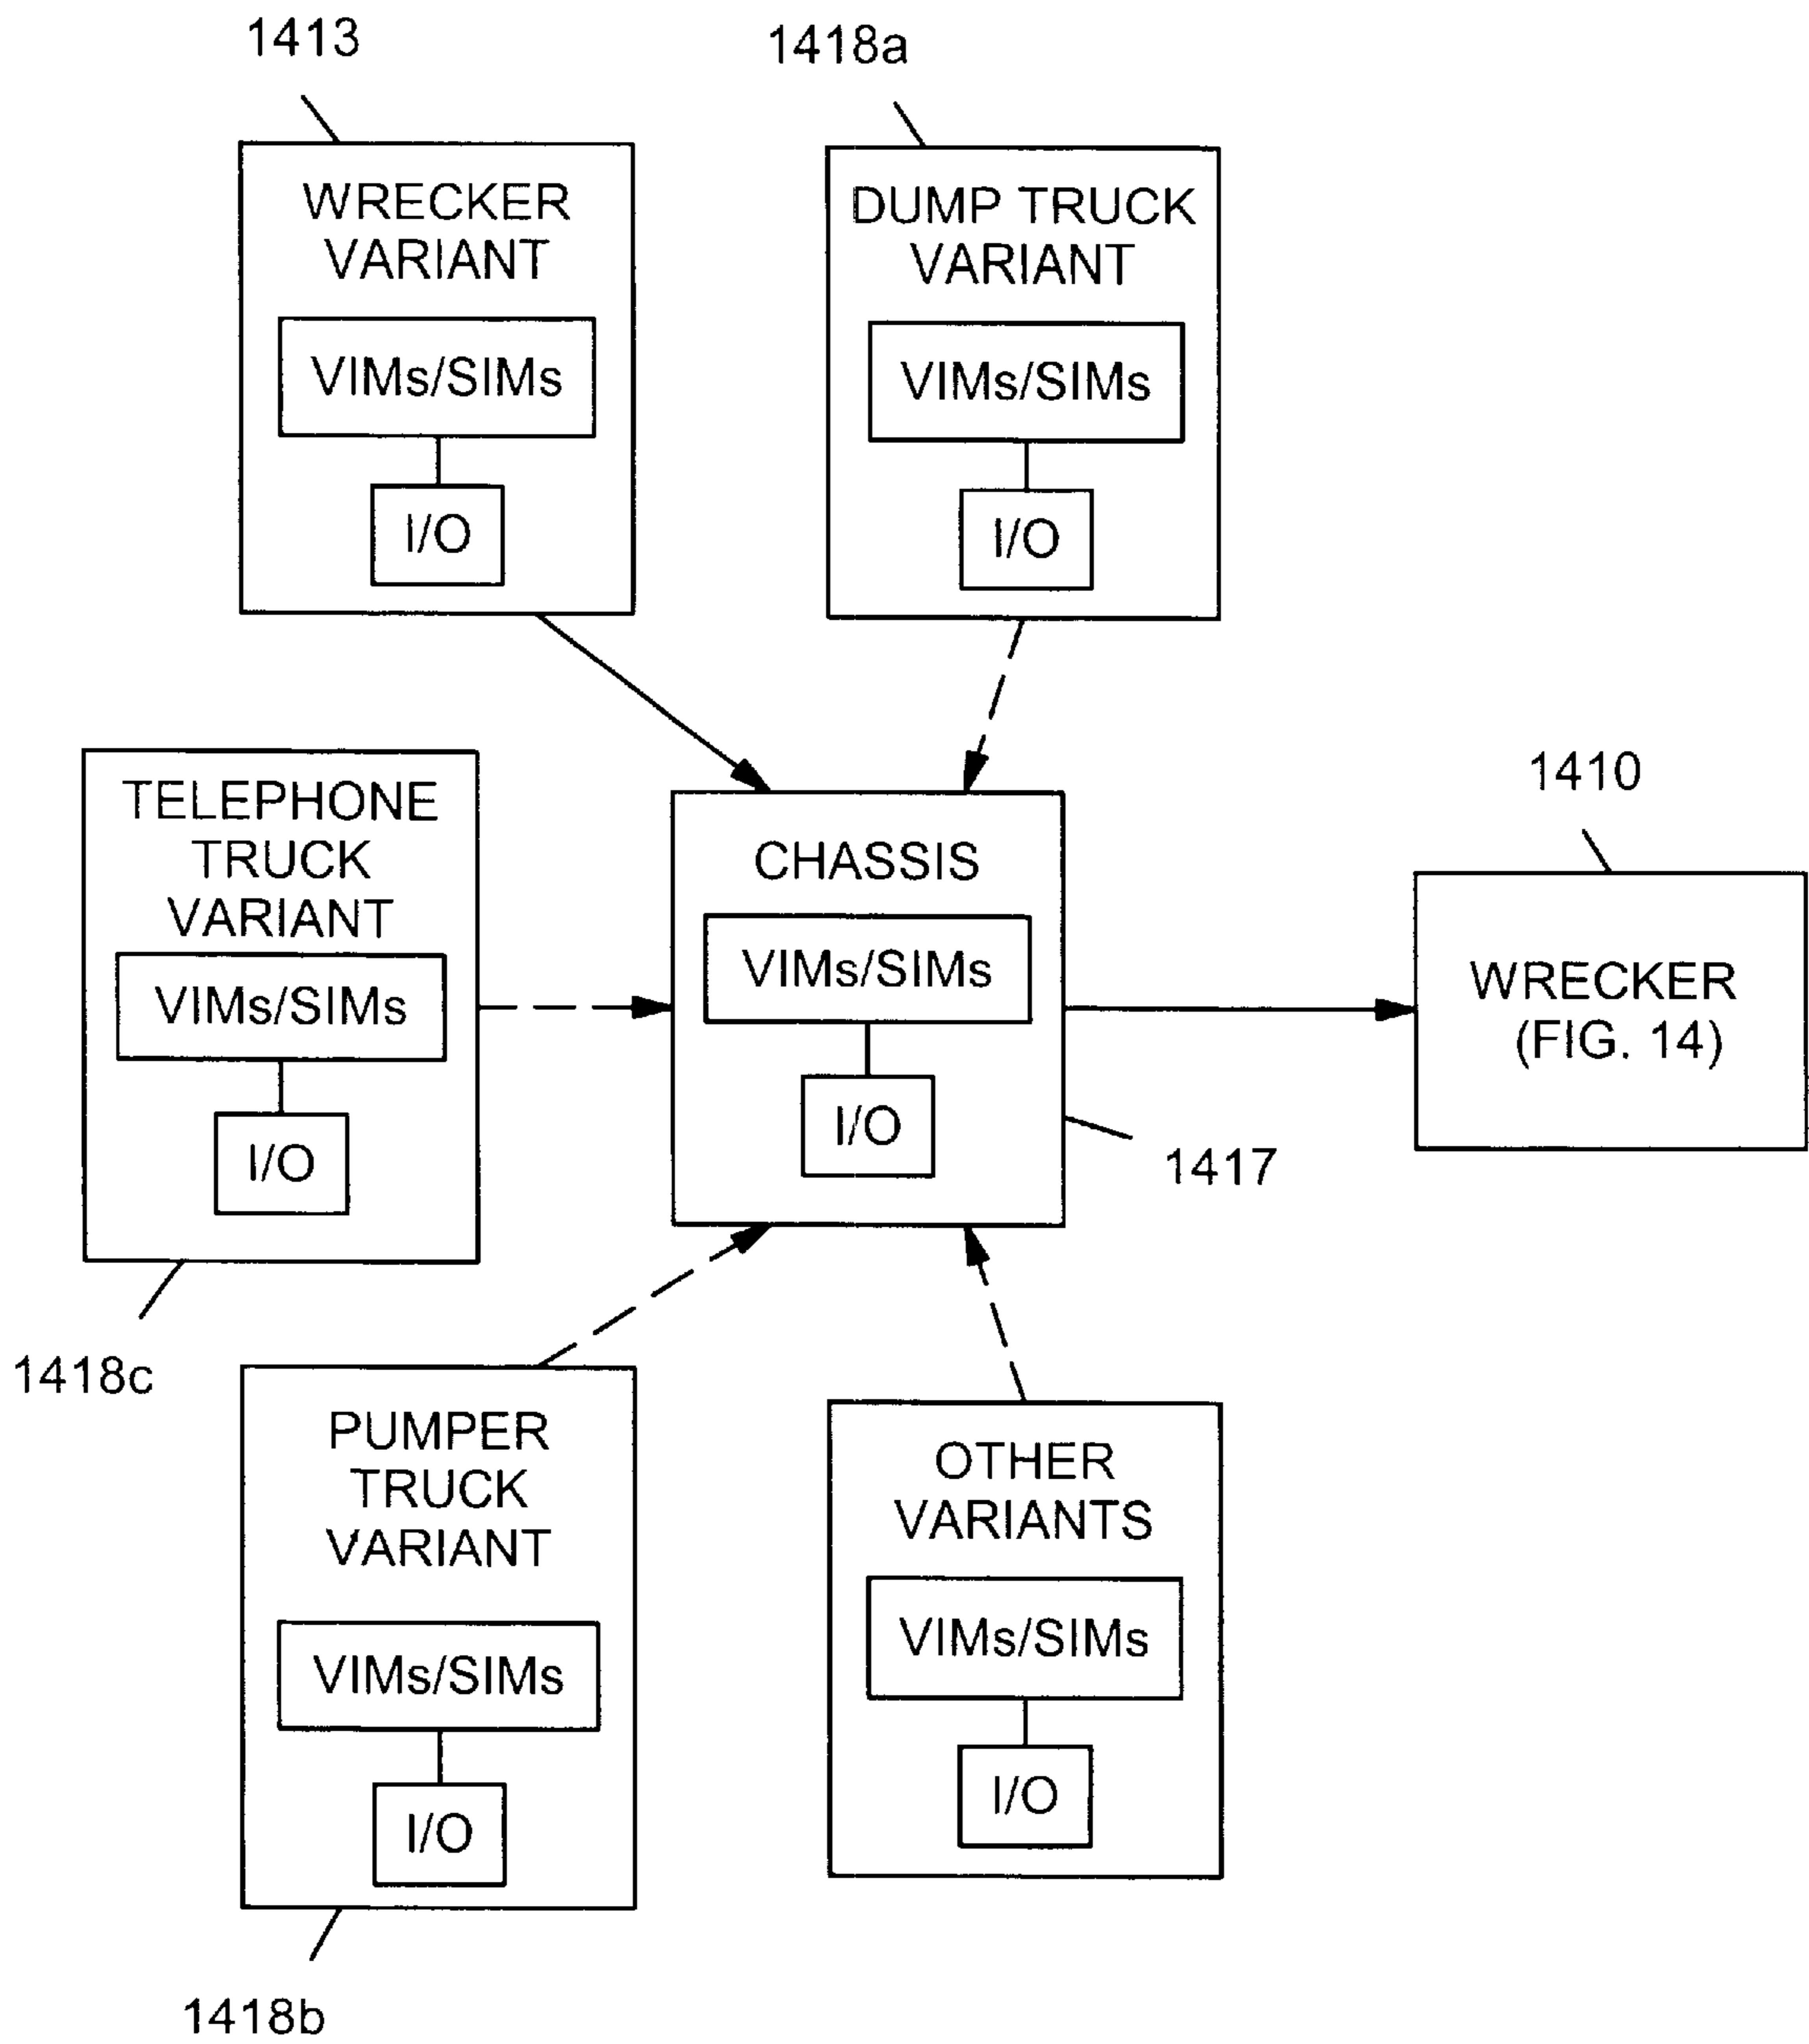 1413
WRECKER
VARIANT
VIMs/SIMs
I/O
1418a
DUMP TRUCK
VARIANT
VIMs/SIMs
I/O
TELEPHONE
TRUCK
VARIANT
VIMs/SIMs
I/O
1418c
CHASSIS
VIMs/SIMs
I/O
1417
1410
WRECKER
(FIG. 14)
PUMPER
TRUCK
VARIANT
VIMs/SIMs
I/O
1418b
OTHER
VARIANTS
VIMs/SIMs
I/O